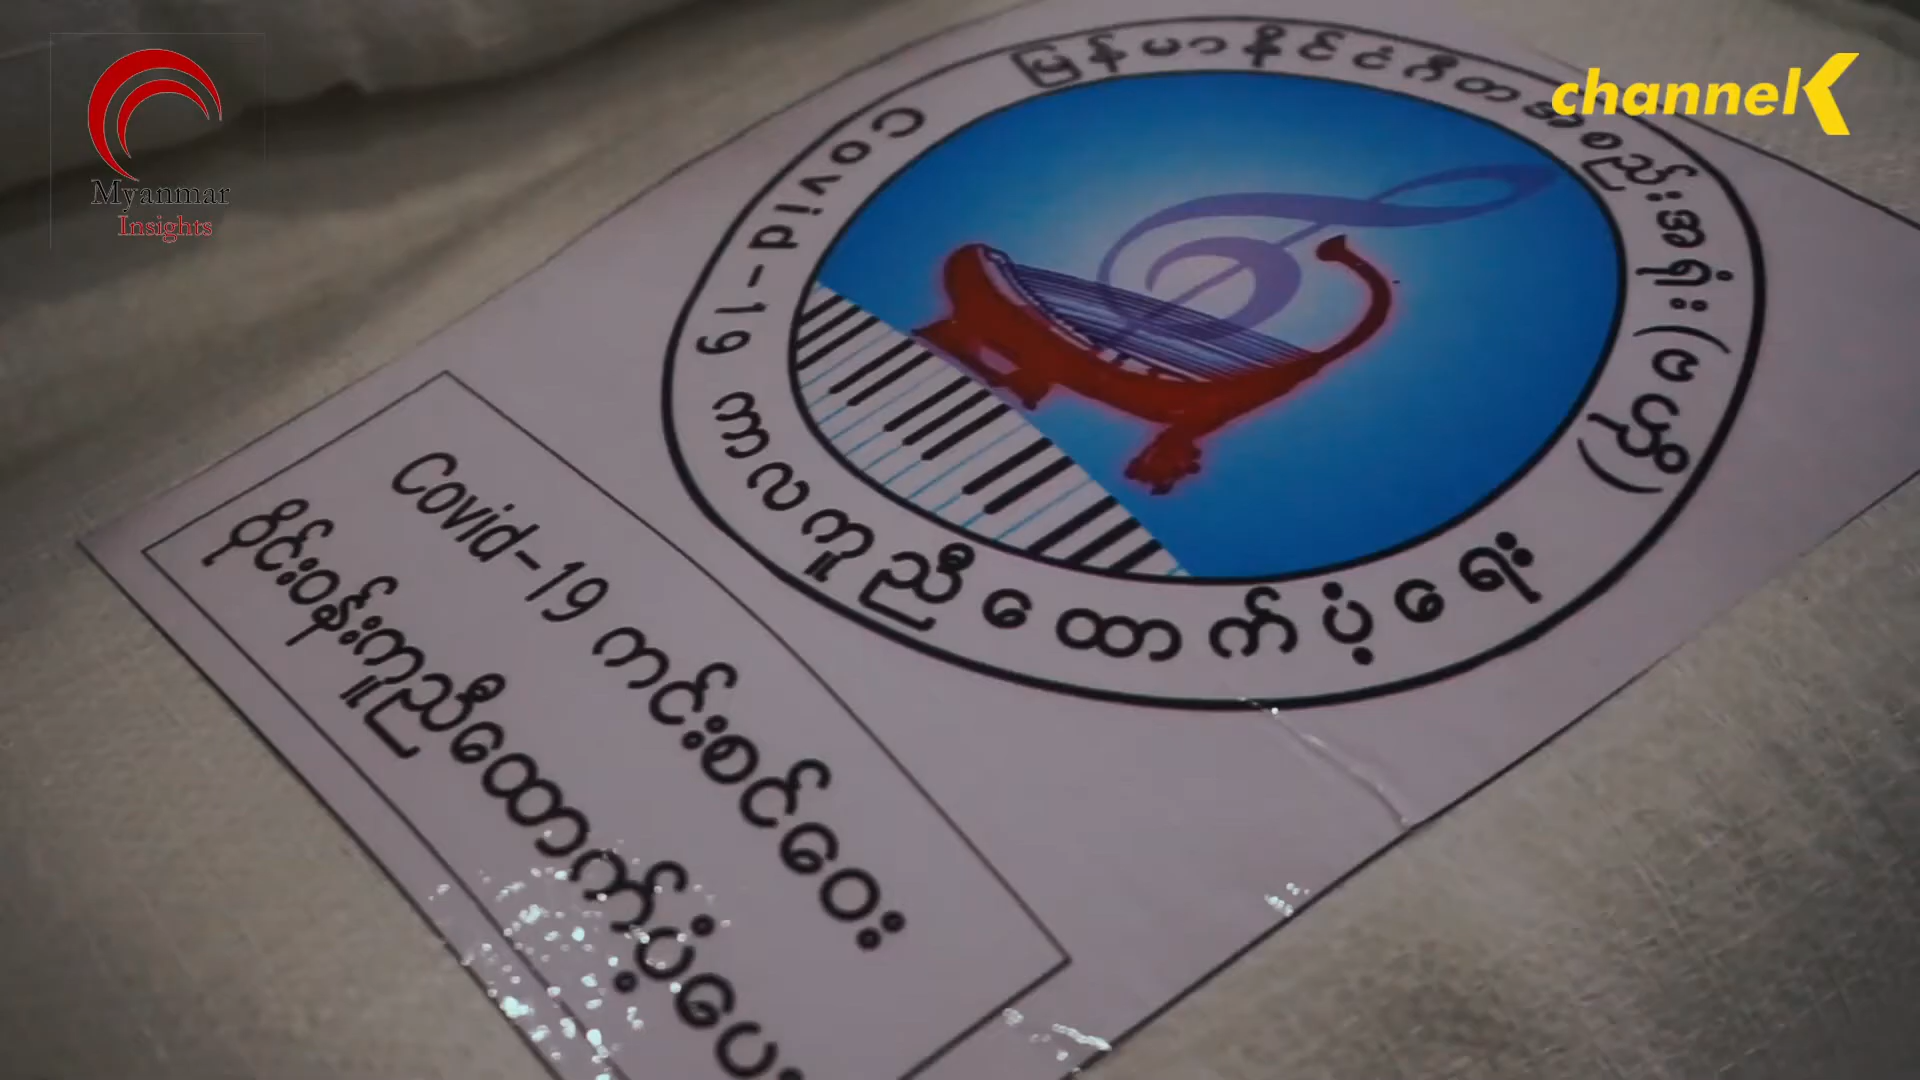 Myanmar
Insights
channelK
မြန်မာနိုင်ငံဂီတအစည်းအရုံး(ဗဟို)
Covid-19 ကာလကူညီထောက်ပံ့ရေး
Covid-19 ကင်းစင်ဝေး
ဝိုင်းဝန်းကူညီထောက်ပံ့ပေး